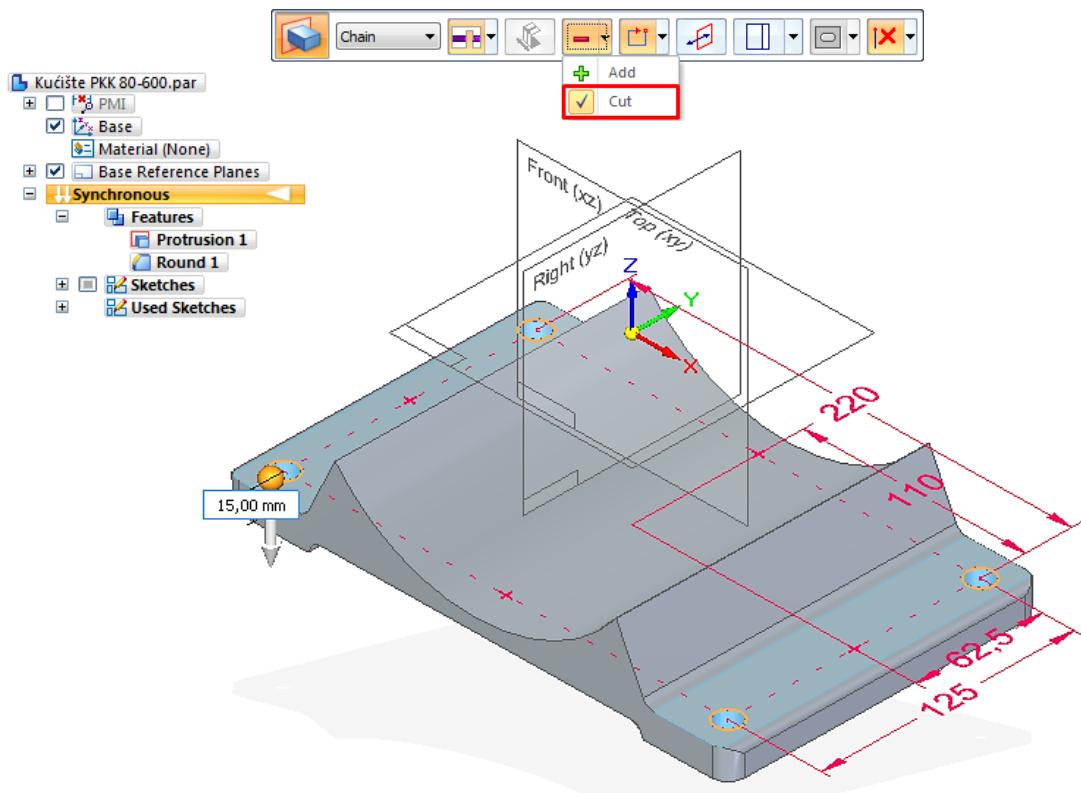 Chain
Add
Cut
Kućište PKK 80-600.par
PMI
Base
Material (None)
Base Reference Planes
Synchronous
Features
Protrusion 1
Round 1
Sketches
Used Sketches
Front (xz)
Top (xy)
Right (yz)
Z
Y
X
220
110
15,00 mm
62,5
125